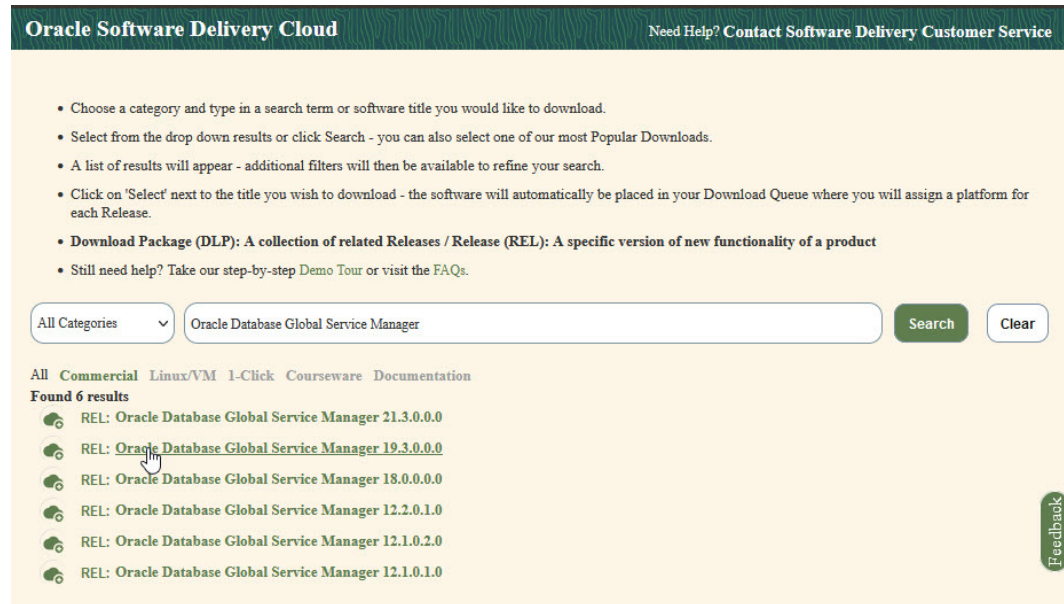 Oracle Software Delivery Cloud
Need Help? Contact Software Delivery Customer Service
• Choose a category and type in a search term or software title you would like to download.
• Select from the drop down results or click Search - you can also select one of our most Popular Downloads.
• A list of results will appear - additional filters will then be available to refine your search.
• Click on 'Select' next to the title you wish to download - the software will automatically be placed in your Download Queue where you will assign a platform for
each Release.
• Download Package (DLP): A collection of related Releases / Release (REL): A specific version of new functionality of a product
• Still need help? Take our step-by-step Demo Tour or visit the FAQs.
All Categories
Oracle Database Global Service Manager
Search
Clear
All Commercial Linux/VM 1-Click Courseware Documentation
Found 6 results
REL: Oracle Database Global Service Manager 21.3.0.0.0
REL: Oracle Database Global Service Manager 19.3.0.0.0
REL: Oracle Database Global Service Manager 18.0.0.0.0
REL: Oracle Database Global Service Manager 12.2.0.1.0
REL: Oracle Database Global Service Manager 12.1.0.2.0
REL: Oracle Database Global Service Manager 12.1.0.1.0
Feedback